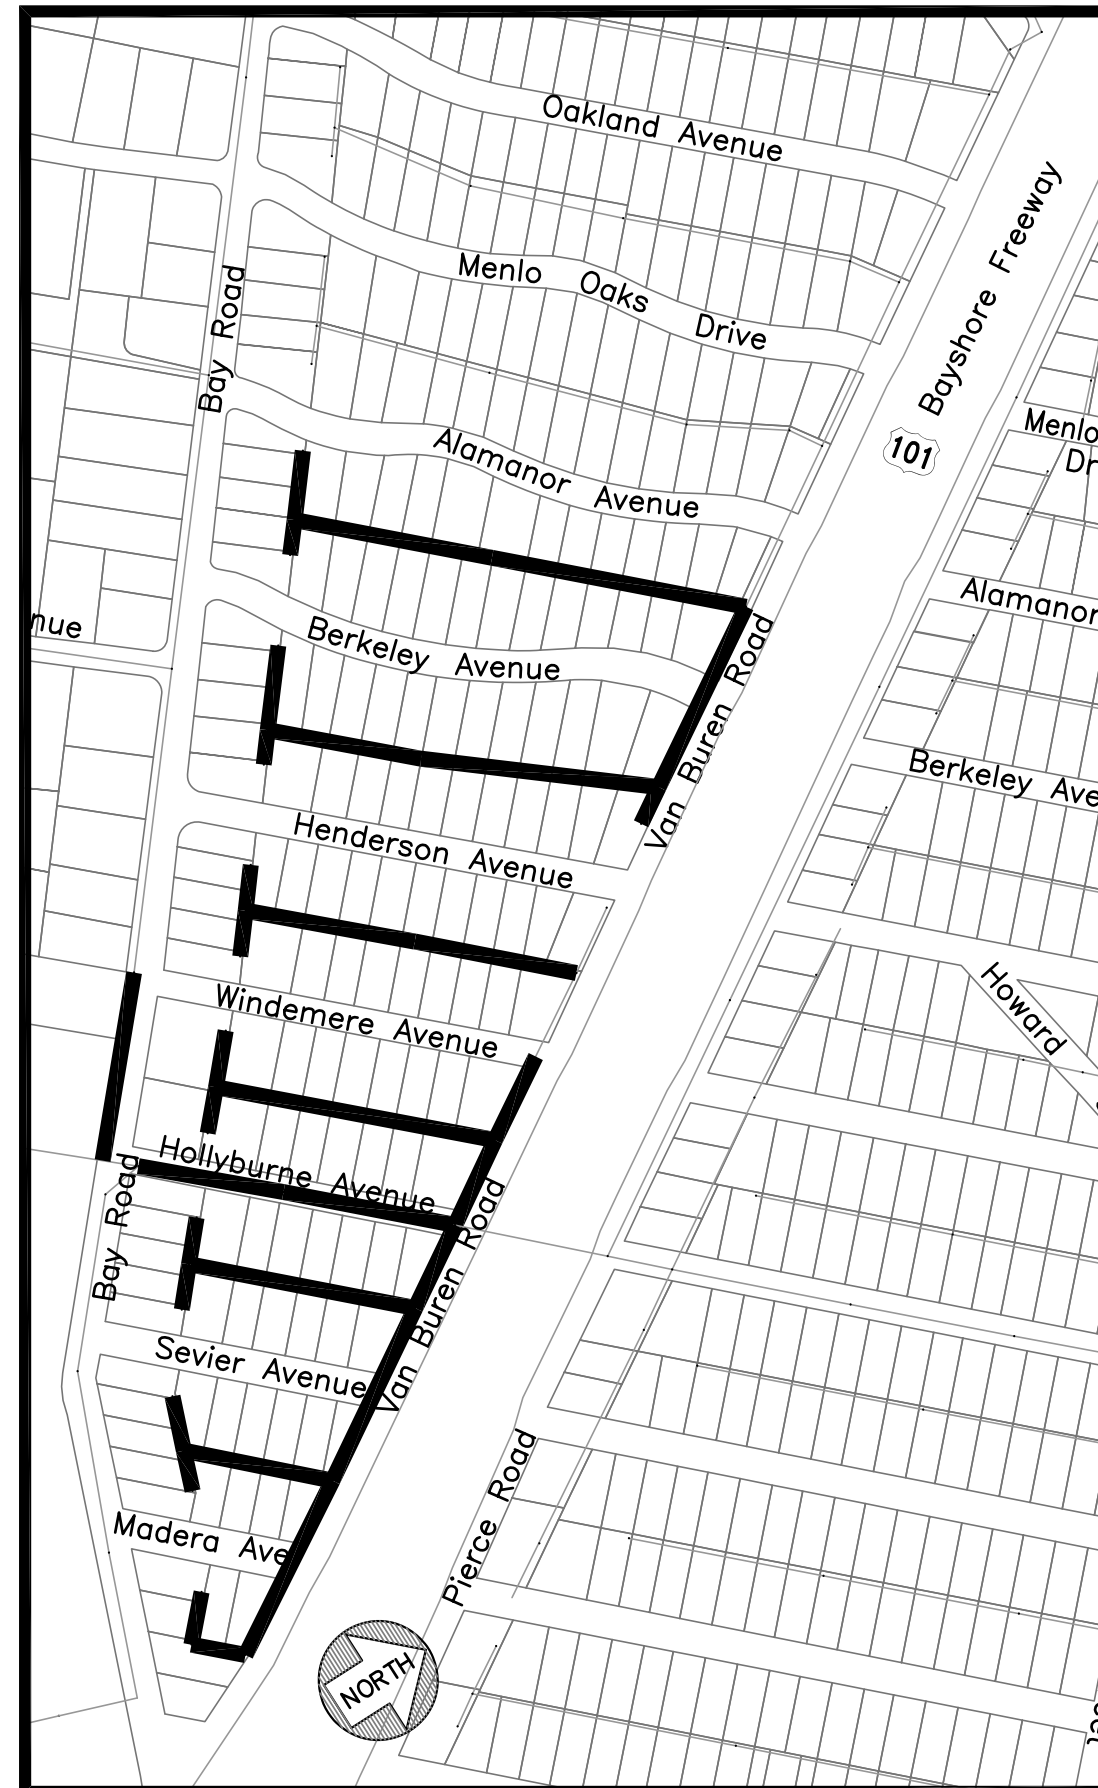 Oakland Avenue
Bayshore Freeway
Menlo Oaks Drive
Bay Road
101
Menlo
Dr
Alamanor Avenue
Alamanor
nue
Berkeley Avenue
Van Buren Road
Berkeley Ave
Henderson Avenue
Howard
Windemere Avenue
Hollyburne Avenue
Bay Road
Van Buren Road
Sevier Avenue
Pierce Road
Madera Ave
NORTH